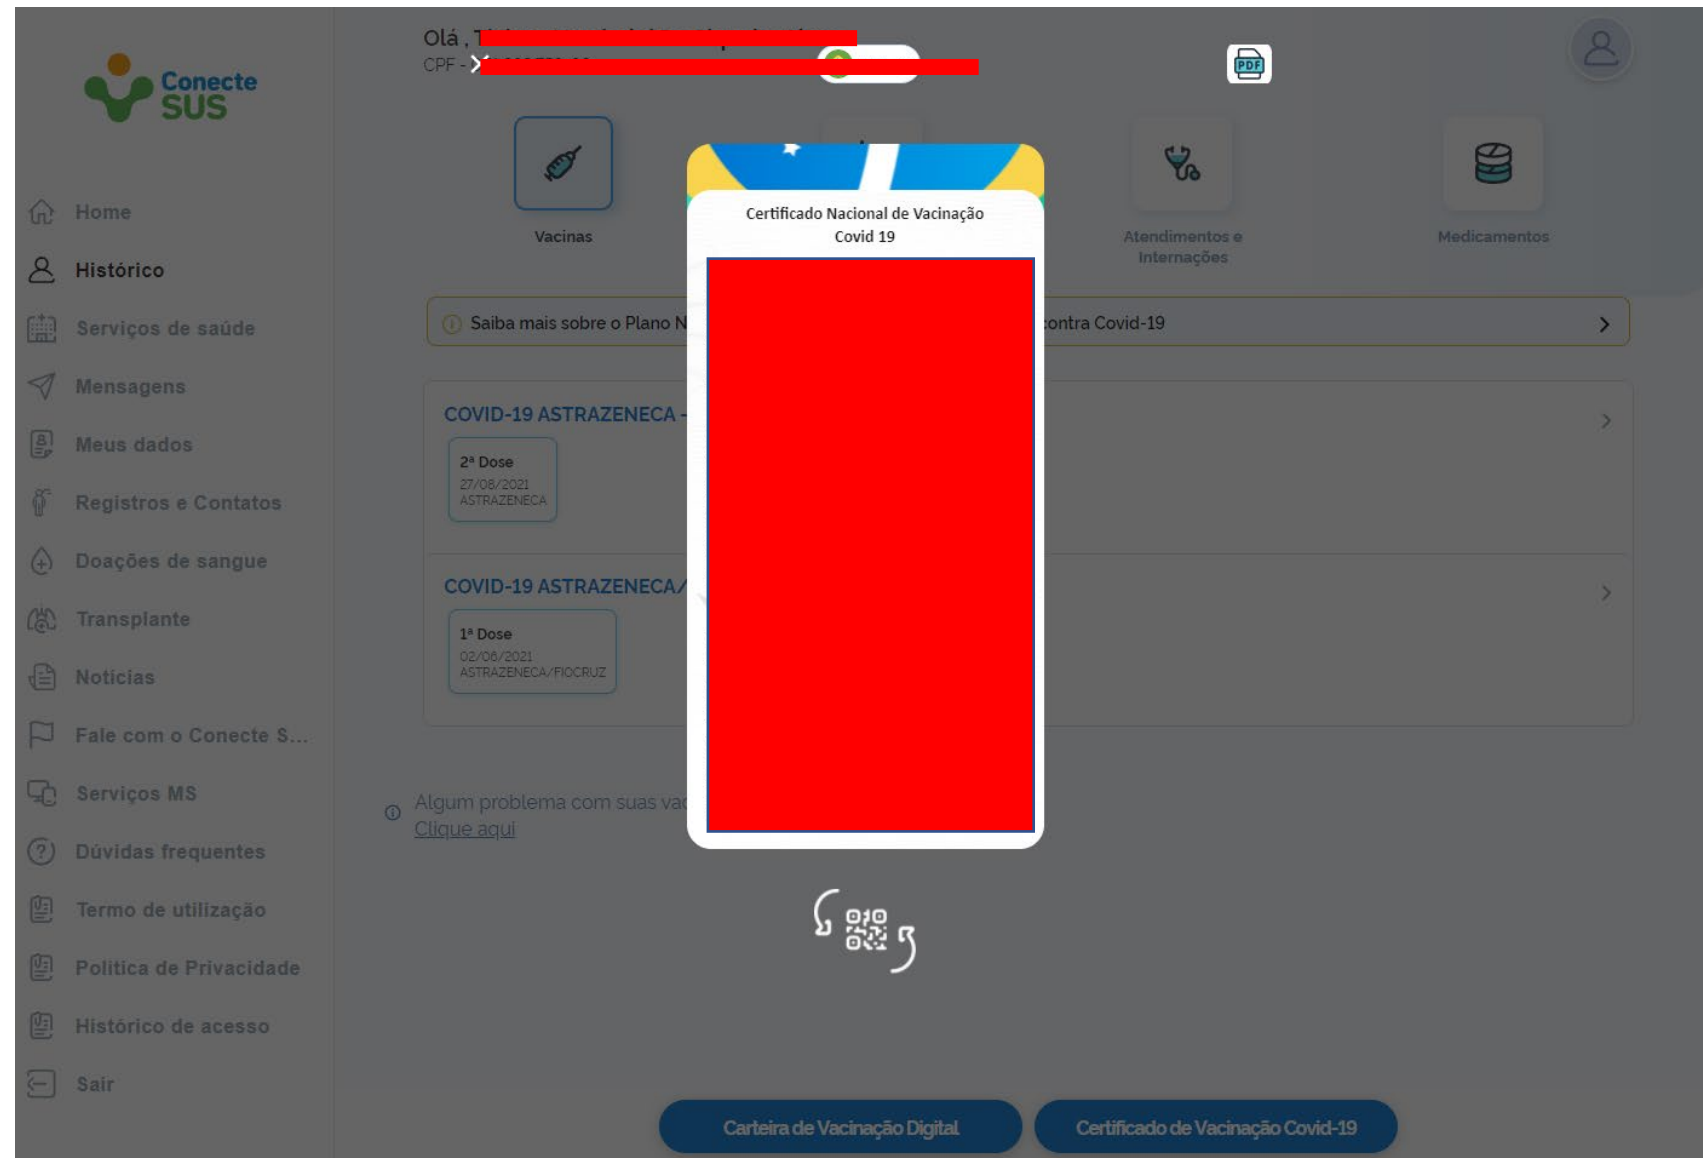 Olá ,
CPF -
Conecte
SUS
PDF
Home
Histórico
Serviços de saúde
Mensagens
Meus dados
Registros e Contatos
Doações de sangue
Transplante
Notícias
Fale com o Conecte S...
Serviços MS
Dúvidas frequentes
Termo de utilização
Política de Privacidade
Histórico de acesso
Sair
Vacinas
Atendimentos e
Internações
Medicamentos
Certificado Nacional de Vacinação
Covid 19
Saiba mais sobre o Plano N
contra Covid-19
COVID-19 ASTRAZENECA -
2ª Dose
27/08/2021
ASTRAZENECA
COVID-19 ASTRAZENECA/
1ª Dose
02/06/2021
ASTRAZENECA/FIOCRUZ
Algum problema com suas vac
Clique aqui
Carteira de Vacinação Digital
Certificado de Vacinação Covid-19